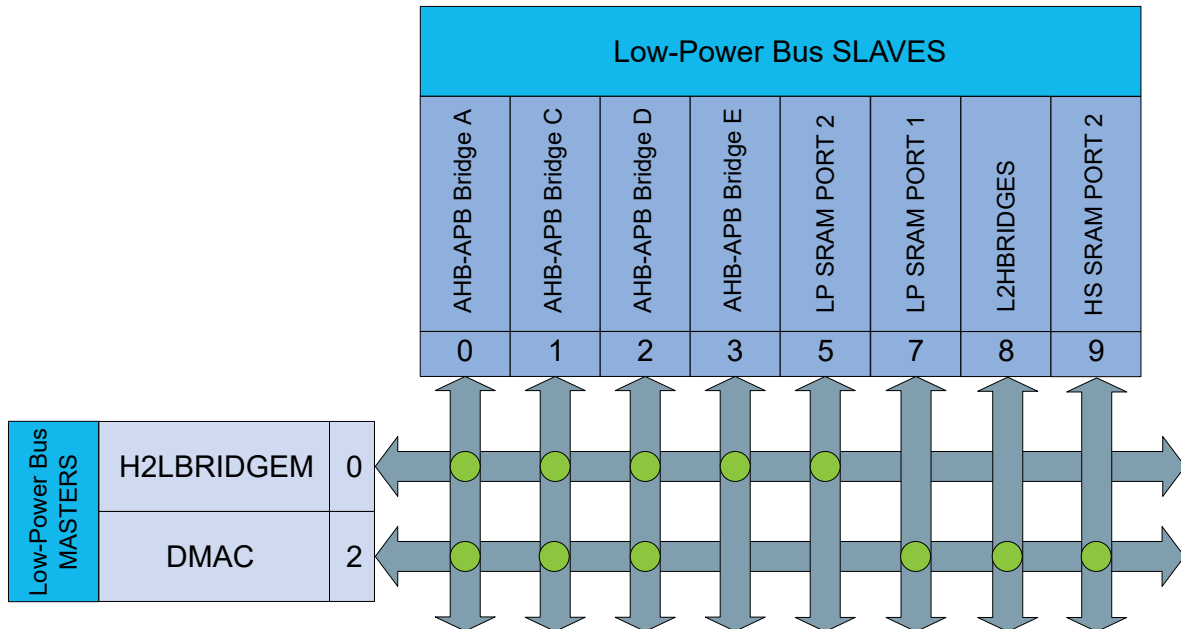 Low-Power Bus SLAVES
AHB-APB Bridge A
AHB-APB Bridge C
AHB-APB Bridge D
AHB-APB Bridge E
LP SRAM PORT 2
LP SRAM PORT 1
L2HBRIDGES
HS SRAM PORT 2
0 1 2 3 5 7 8 9
Low-Power Bus
MASTERS
H2LBRIDGEM 0
DMAC 2